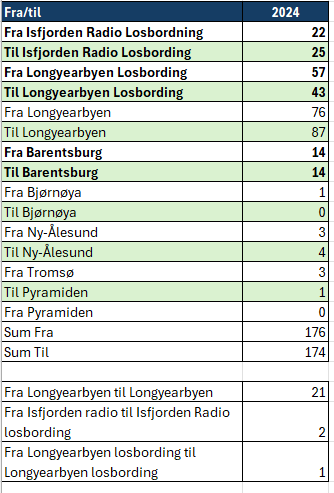 Fra/til 2024
Fra Isfjorden Radio Losbordning 22
Til Isfjorden Radio Losbording 25
Fra Longyearbyen Losbording 57
Til Longyearbyen Losbording 43
Fra Longyearbyen 76
Til Longyearbyen 87
Fra Barentsburg 14
Til Barentsburg 14
Fra Bjørnøya 1
Til Bjørnøya 0
Fra Ny-Ålesund 3
Til Ny-Ålesund 4
Fra Tromsø 3
Til Pyramiden 1
Fra Pyramiden 0
Sum Fra 176
Sum Til 174
Fra Longyearbyen til Longyearbyen 21
Fra Isfjorden radio til Isfjorden Radio
losbording 2
Fra Longyearbyen losbording til
Longyearbyen losbording 1